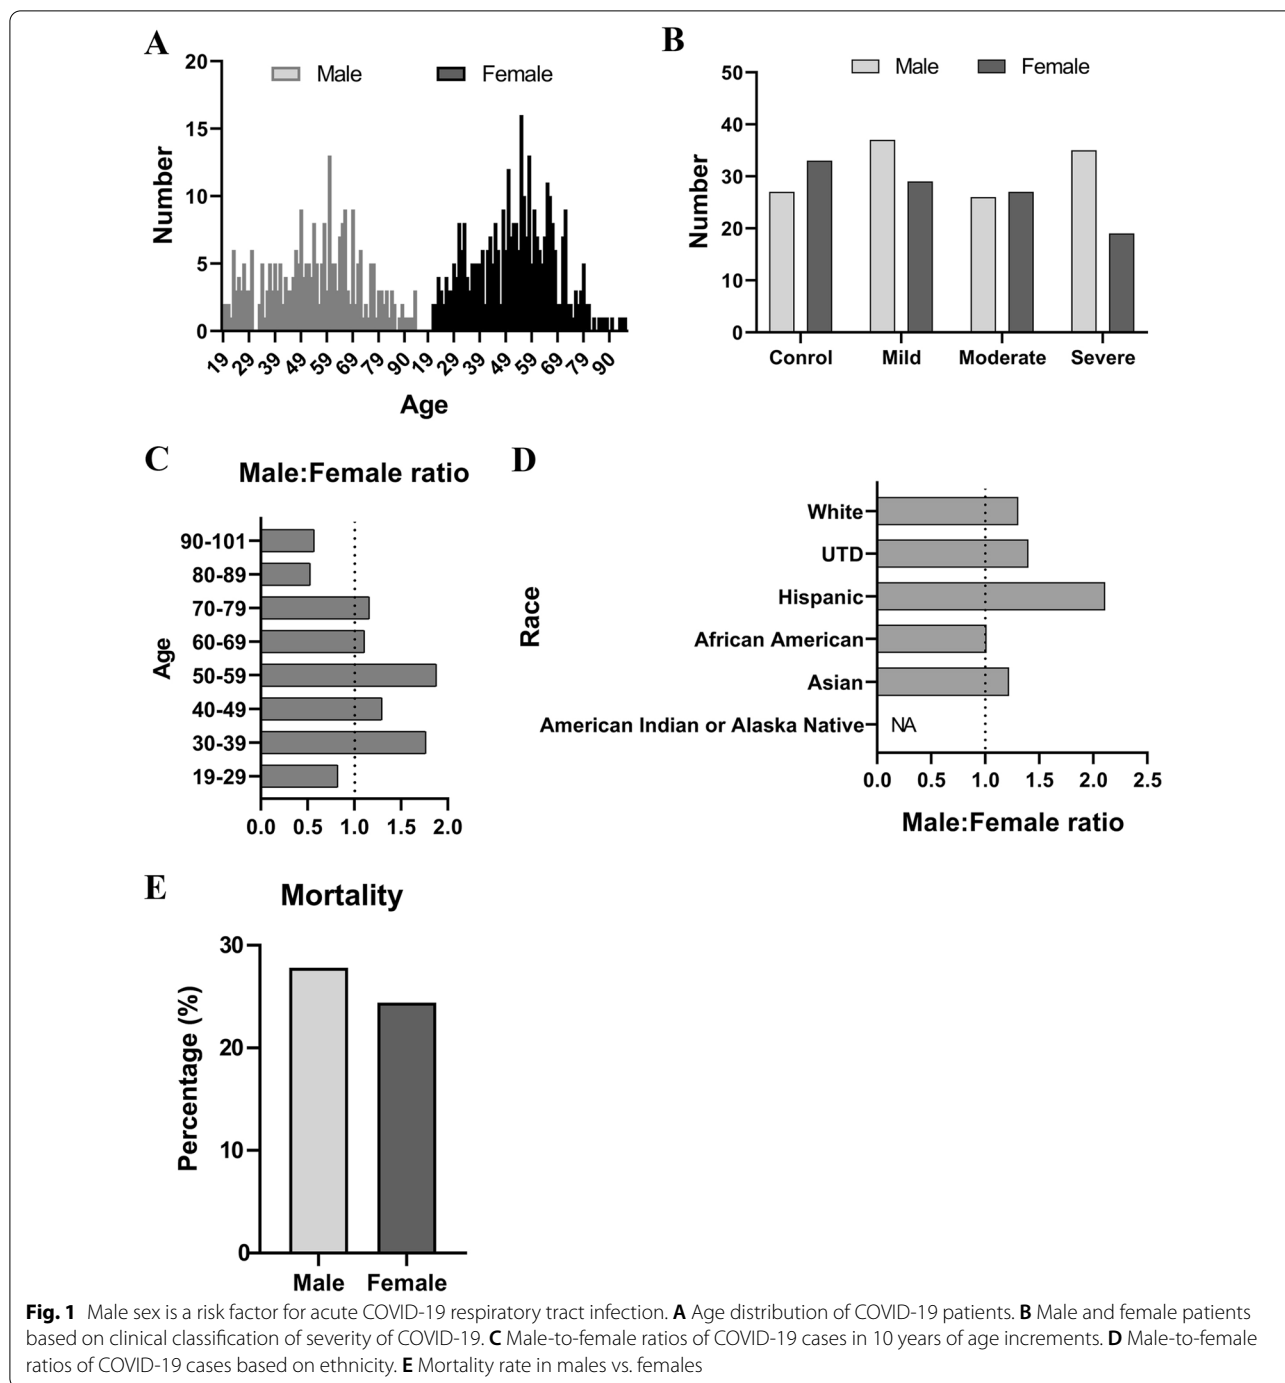 A
20
15
10
5
0
Number
Male
Female
19
29
39
49
59
69
79
90
19
29
39
49
59
69
79
90
Age
B
50
40
30
20
10
0
Number
Male
Female
Conrol
Mild
Moderate
Severe
C
Male:Female ratio
Age
90-101
80-89
70-79
60-69
50-59
40-49
30-39
19-29
0.0
0.5
1.0
1.5
2.0
D
Race
White
UTD
Hispanic
African American
Asian
American Indian or Alaska Native
NA
0.0
0.5
1.0
1.5
2.0
2.5
Male:Female ratio
E
Mortality
30
20
10
0
Percentage (%)
Male
Female
Fig. 1 Male sex is a risk factor for acute COVID-19 respiratory tract infection. A Age distribution of COVID-19 patients. B Male and female patients
based on clinical classification of severity of COVID-19. C Male-to-female ratios of COVID-19 cases in 10 years of age increments. D Male-to-female
ratios of COVID-19 cases based on ethnicity. E Mortality rate in males vs. females